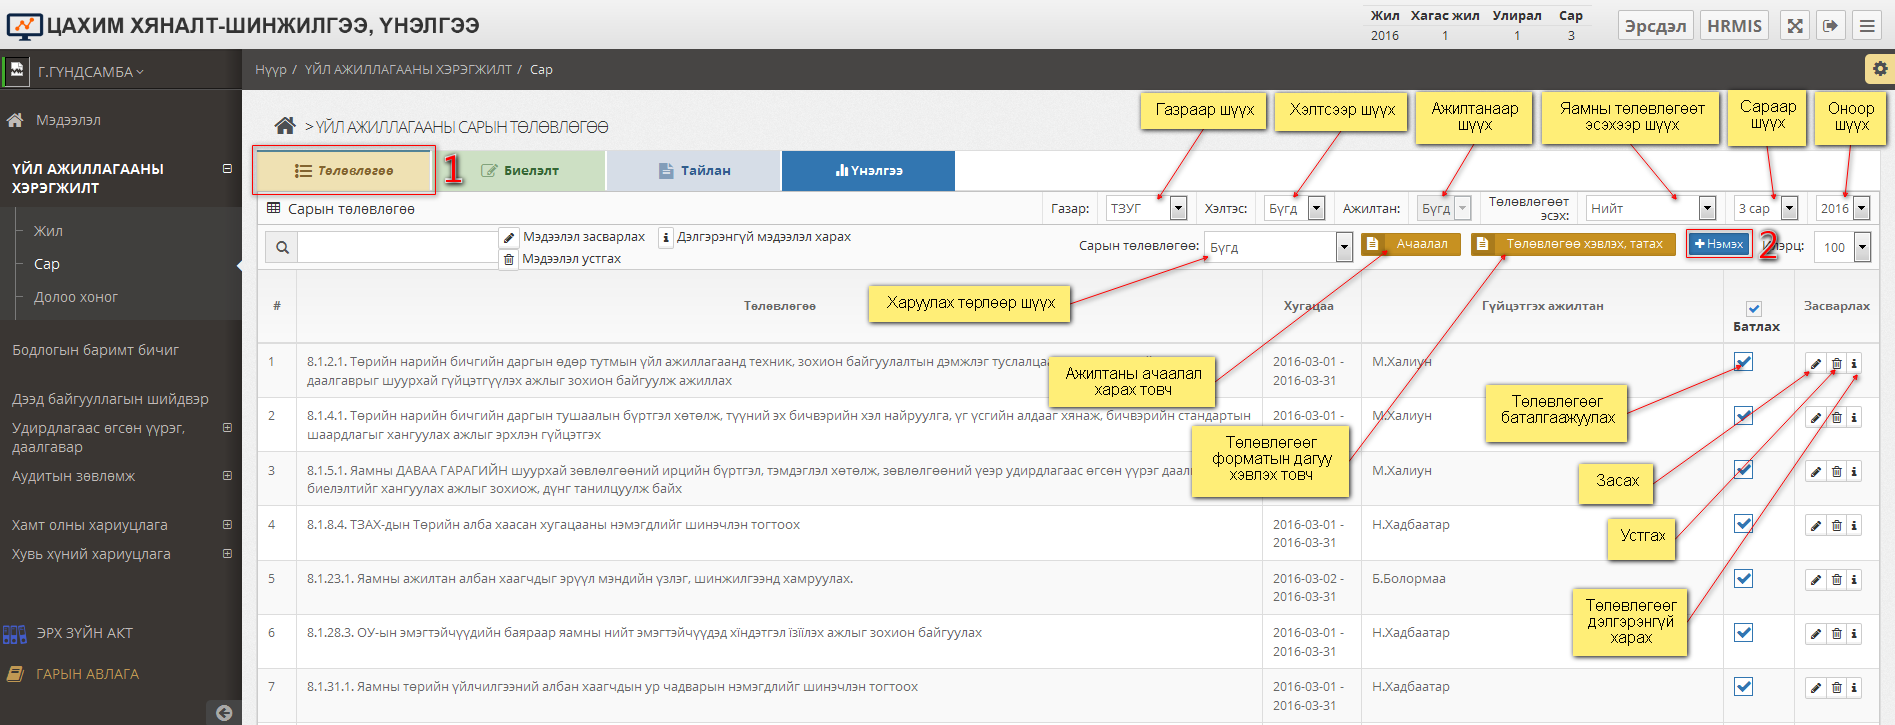 ЦАХИМ ХЯНАЛТ-ШИНЖИЛГЭЭ, ҮНЭЛГЭЭ
Жил Хагас жил Улирал Сар
2016 1 1 3
Эрсдэл HRMIS
Г.ГҮНДСАМБА
Нүүр / ҮЙЛ АЖИЛЛАГААНЫ ХЭРЭГЖИЛТ / Сар
Мэдээлэл
ҮЙЛ АЖИЛЛАГААНЫ
ХЭРЭГЖИЛТ
Жил
Сар
Долоо хоног
Бодлогын баримт бичиг
Дээд байгууллагын шийдвэр
Удирдлагаас өгсөн үүрэг,
даалгавар
Аудитын зөвлөмж
Хамт олны хариуцлага
Хувь хүний хариуцлага
ЭРХ ЗҮЙН АКТ
ГАРЫН АВЛАГА
> ҮЙЛ АЖИЛЛАГААНЫ САРЫН ТӨЛӨВЛӨГӨӨ
Газраар шүүх
Хэлтсээр шүүх
Ажилтанаар
шүүх
Яамны төлөвлөгөөт
эсэхээр шүүх
Сараар
шүүх
Оноор
шүүх
Төлөвлөгөө 1 Биелэлт Тайлан Үнэлгээ
Сарын төлөвлөгөө
Газар: ТЗУГ Хэлтэс: Бүгд Ажилтан: Бүгд Төлөвлөгөөт
эсэх: Нийт 3 сар 2016
Мэдээлэл засварлах Дэлгэрэнгүй мэдээлэл харах
Мэдээлэл устгах
Сарын төлөвлөгөө: Бүгд Ачаалал Төлөвлөгөө хэвлэх, татах Нэмэх 2 100
Харуулах төрлөөр шүүх
# Төлөвлөгөө Хугацаа Гүйцэтгэх ажилтан Батлах Засварлах
1 8.1.2.1. Төрийн нарийн бичгийн даргын өдөр тутмын үйл ажиллагаанд техник, зохион байгуулалтын дэмжлэг туслалцаа 2016-03-01 - М.Халиун
даалгаврыг шуурхай гүйцэтгүүлэх ажлыг зохион байгуулж ажиллах 2016-03-31
Ажилтаны ачаалал
харах товч
2 8.1.4.1. Төрийн нарийн бичгийн даргын тушаалын бүртгэл хөтөлж, түүний эх бичвэрийн хэл найруулга, үг үсгийн алдааг хянаж, бичвэрийн стандартын 2016-03-01 - М.Халиун
шаардлагыг хангуулах ажлыг эрхлэн гүйцэтгэх
Төлөвлөгөөг
баталгаажуулах
Төлөвлөгөөг
форматын дагуу
хэвлэх товч
3 8.1.5.1. Яамны ДАВАА ГАРАГИЙН шуурхай зөвлөлгөөний ирцийн бүртгэл, тэмдэглэл хөтөлж, зөвлөлгөөний үеэр удирдлагаас өгсөн үүрэг М.Халиун
биелэлтийг хангуулах ажлыг зохиож, дүнг танилцуулж байх
Засах
4 8.1.8.4. ТЗАХ-дын Төрийн алба хаасан хугацааны нэмэгдлийг шинэчлэн тогтоох 2016-03-01 - Н.Хадбаатар
2016-03-31
Устгах
5 8.1.23.1. Яамны ажилтан албан хаагчдыг эрүүл мэндийн үзлэг, шинжилгээнд хамруулах. 2016-03-02 - Б.Болормаа
2016-03-31
Төлөвлөгөөг
дэлгэрэнгүй
харах
6 8.1.28.3. ОУ-ын эмэгтэйчүүдийн баяраар яамны нийт эмэгтэйчүүдэд хїндэтгэл їзїїлэх ажлыг зохион байгуулах 2016-03-01 - Н.Хадбаатар
2016-03-31
7 8.1.31.1. Яамны төрийн үйлчилгээний албан хаагчдын ур чадварын нэмэгдлийг шинэчлэн тогтоох 2016-03-01 - Н.Хадбаатар
2016-03-31